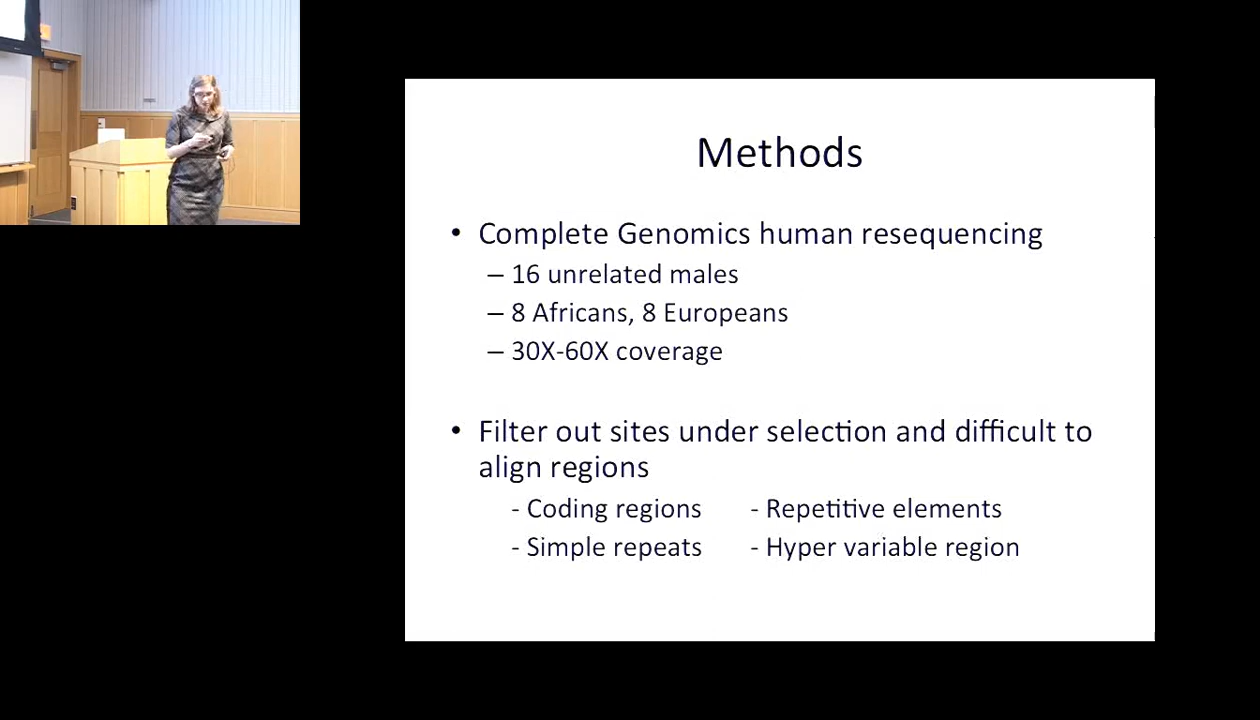 Methods
• Complete Genomics human resequencing
– 16 unrelated males
– 8 Africans, 8 Europeans
– 30X-60X coverage
• Filter out sites under selection and difficult to
align regions
- Coding regions - Repetitive elements
- Simple repeats - Hyper variable region